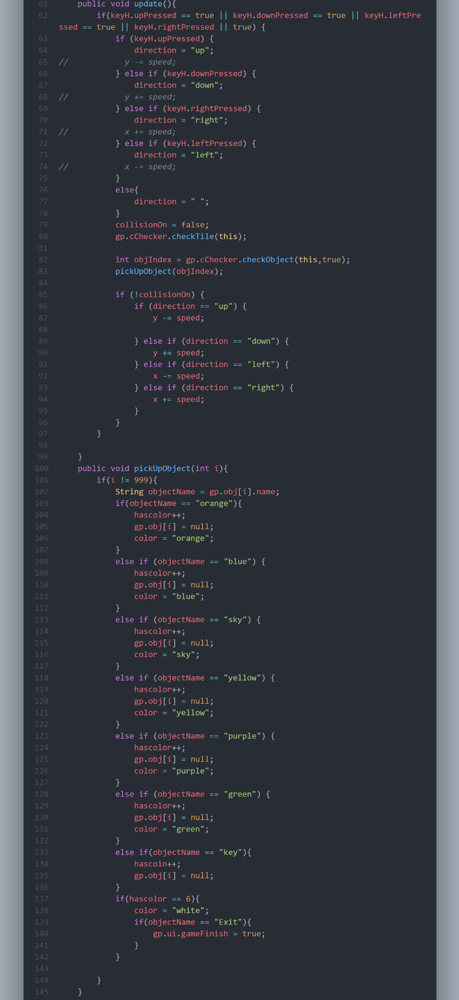 61 public void update(){
62 if(keyH.upPressed == true || keyH.downPressed == true || keyH.leftPre
ssed == true || keyH.rightPressed || true) {
63 if (keyH.upPressed) {
64 direction = "up";
65 // y -= speed;
66 } else if (keyH.downPressed) {
67 direction = "down";
68 // y += speed;
69 } else if (keyH.rightPressed) {
70 direction = "right";
71 // x += speed;
72 } else if (keyH.leftPressed) {
73 direction = "left";
74 // x -= speed;
75 }
76 else{
77 direction = " ";
78 }
79 collisionOn = false;
80 gp.cChecker.checkTile(this);
81
82 int objIndex = gp.cChecker.checkObject(this,true);
83 pickUpObject(objIndex);
84
85 if (!collisionOn) {
86 if (direction == "up") {
87 y -= speed;
88
89 } else if (direction == "down") {
90 y += speed;
91 } else if (direction == "left") {
92 x -= speed;
93 } else if (direction == "right") {
94 x += speed;
95 }
96 }
97 }
98
99 }
100 public void pickUpObject(int i){
101 if(i != 999){
102 String objectName = gp.obj[i].name;
103 if(objectName == "orange"){
104 hascolor++;
105 gp.obj[i] = null;
106 color = "orange";
107 }
108 else if (objectName == "blue") {
109 hascolor++;
110 gp.obj[i] = null;
111 color = "blue";
112 }
113 else if (objectName == "sky") {
114 hascolor++;
115 gp.obj[i] = null;
116 color = "sky";
117 }
118 else if (objectName == "yellow") {
119 hascolor++;
120 gp.obj[i] = null;
121 color = "yellow";
122 }
123 else if (objectName == "purple") {
124 hascolor++;
125 gp.obj[i] = null;
126 color = "purple";
127 }
128 else if (objectName == "green") {
129 hascolor++;
130 gp.obj[i] = null;
131 color = "green";
132 }
133 else if(objectName == "key"){
134 hascoin++;
135 gp.obj[i] = null;
136 }
137 if(hascolor == 6){
138 color = "white";
139 if(objectName == "Exit"){
140 gp.ui.gameFinish = true;
141 }
142 }
143
144 }
145 }